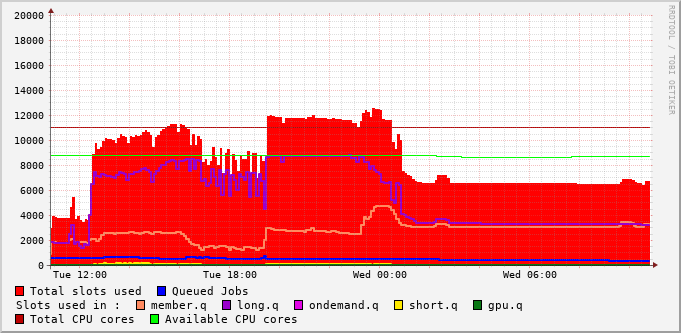 20000
18000
16000
14000
12000
10000
8000
6000
4000
2000
0
Tue 12:00 Tue 18:00 Wed 00:00 Wed 06:00
Total slots used Queued Jobs
Slots used in : member.q long.q ondemand.q short.q gpu.q
Total CPU cores Available CPU cores
RRDTOOL / TOBI OETIKER